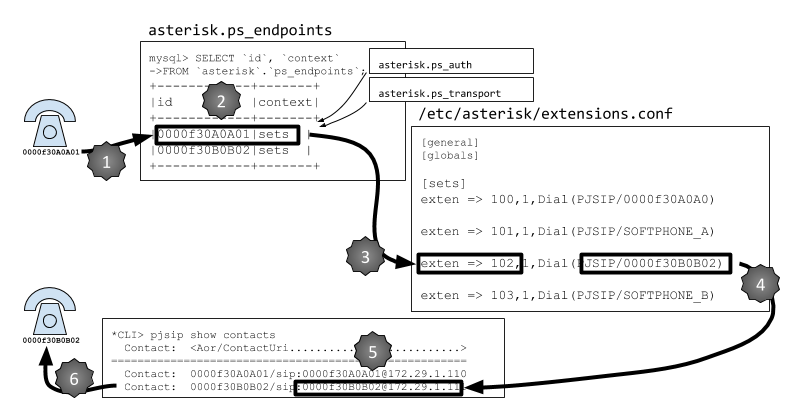 asterisk.ps_endpoints
mysql> SELECT `id`, `context`
->FROM `asterisk`.`ps_endpoints`;
+------------+-------+
|id |context|
+------------+-------+
|0000f30A0A01|sets |
|0000f30B0B02|sets |
+------------+-------+
asterisk.ps_auth
asterisk.ps_transport
2
0000f30A0A01
1
/etc/asterisk/extensions.conf
[general]
[globals]
[sets]
exten => 100,1,Dial(PJSIP/0000f30A0A0)
exten => 101,1,Dial(PJSIP/SOFTPHONE_A)
exten => 102,1,Dial(PJSIP/0000f30B0B02)
exten => 103,1,Dial(PJSIP/SOFTPHONE_B)
3
4
0000f30B0B02
*CLI> pjsip show contacts
Contact: <Aor/ContactUri..............................>
==================================================
Contact: 0000f30A0A01/sip:0000f30A0A01@172.29.1.110
Contact: 0000f30B0B02/sip:0000f30B0B02@172.29.1.11
5
6